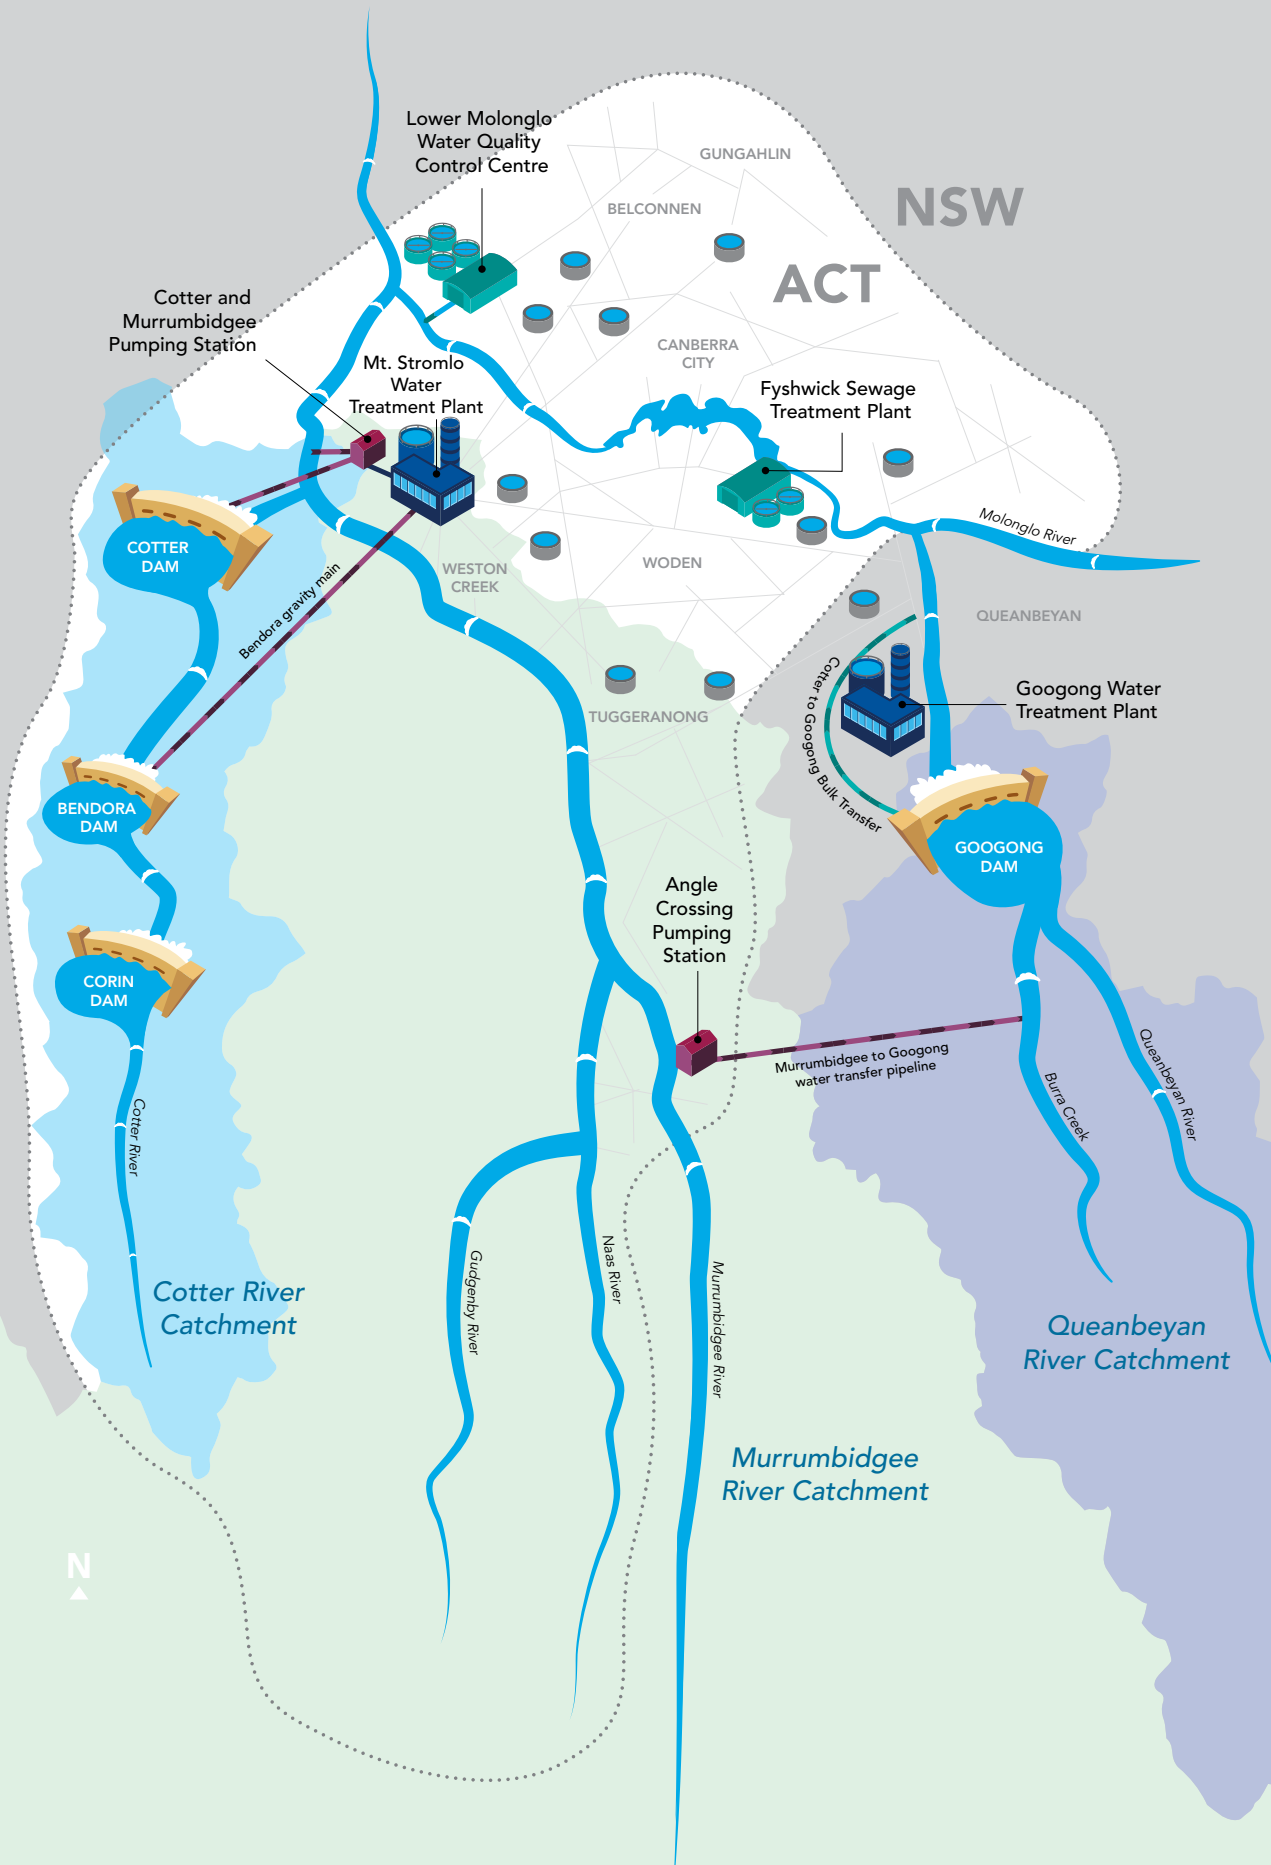 Lower Molonglo
Water Quality
Control Centre
GUNGAHLIN
BELCONNEN
NSW
ACT
Cotter and
Murrumbidgee
Pumping Station
Mt. Stromlo
Water
Treatment Plant
CANBERRA
CITY
Fyshwick Sewage
Treatment Plant
Molonglo River
COTTER
DAM
Bendora gravity main
WESTON
CREEK
WODEN
QUEANBEYAN
Cotter to Googong Bulk Transfer
Googong Water
Treatment Plant
TUGGERANONG
BENDORA
DAM
GOOGONG
DAM
Angle
Crossing
Pumping
Station
CORIN
DAM
Murrumbidgee to Googong
water transfer pipeline
Burra Creek
Queanbeyan River
Cotter River
Gudgenby River
Naas River
Murrumbidgee River
Cotter River
Catchment
Queanbeyan
River Catchment
Murrumbidgee
River Catchment
N